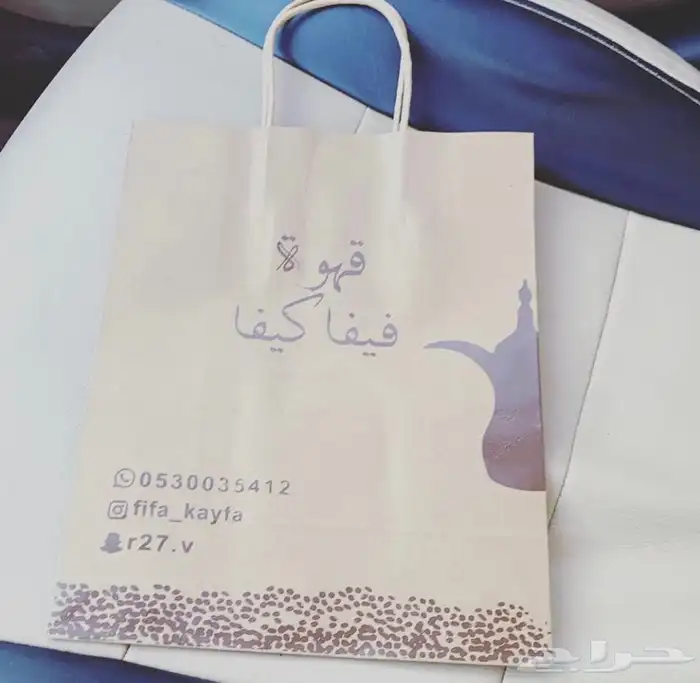 قهوة
فيفا كيفا
0530035412
fifa_kayfa
r27.v
حراج